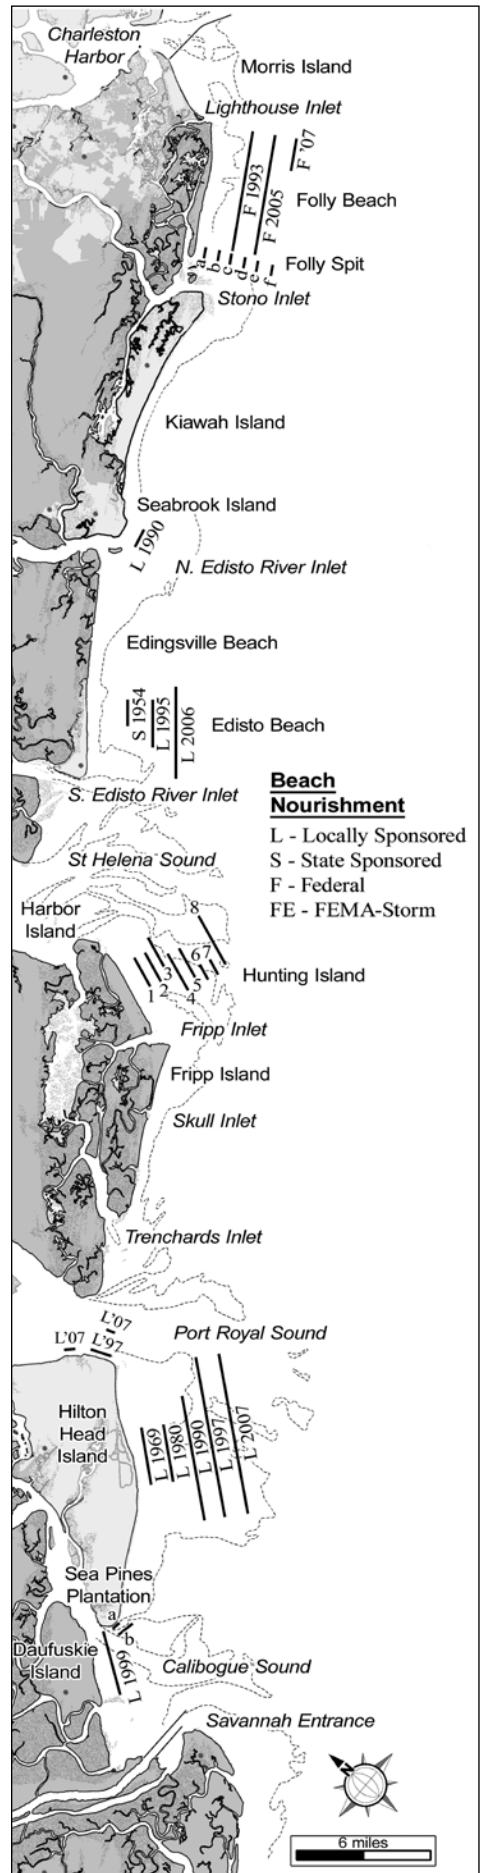 Charleston
Harbor
Morris Island
Lighthouse Inlet
F '07
F 1993
F 2005
Folly Beach
a
b
c
d
e
f
Folly Spit
Stono Inlet
Kiawah Island
Seabrook Island
L 1990
N. Edisto River Inlet
Edingsville Beach
S 1954
L 1995
L 2006
Edisto Beach
S. Edisto River Inlet
Beach
Nourishment
L - Locally Sponsored
S - State Sponsored
F - Federal
FE - FEMA-Storm
St Helena Sound
Harbor
Island
8
6
7
3
5
1
2
4
Hunting Island
Fripp Inlet
Fripp Island
Skull Inlet
Trenchards Inlet
L'07
L'07
L'97
Port Royal Sound
Hilton
Head
Island
L 1969
L 1980
L 1990
L 1997
L 2007
Sea Pines
Plantation
a
b
Daufuskie
Island
L 1999
Calibogue Sound
Savannah Entrance
N
6 miles